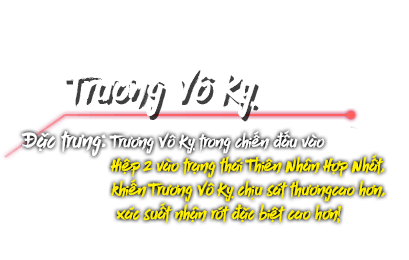 Trương Vô Kỵ
Đặc trưng: Trương Vô Kỵ trong chiến đấu vào
Hiệp 2 vào trạng thái Thiên Nhân Hợp Nhất,
khiến Trương Vô Kỵ chịu sát thương cao hơn,
xác suất nhận rớt đặc biệt cao hơn!